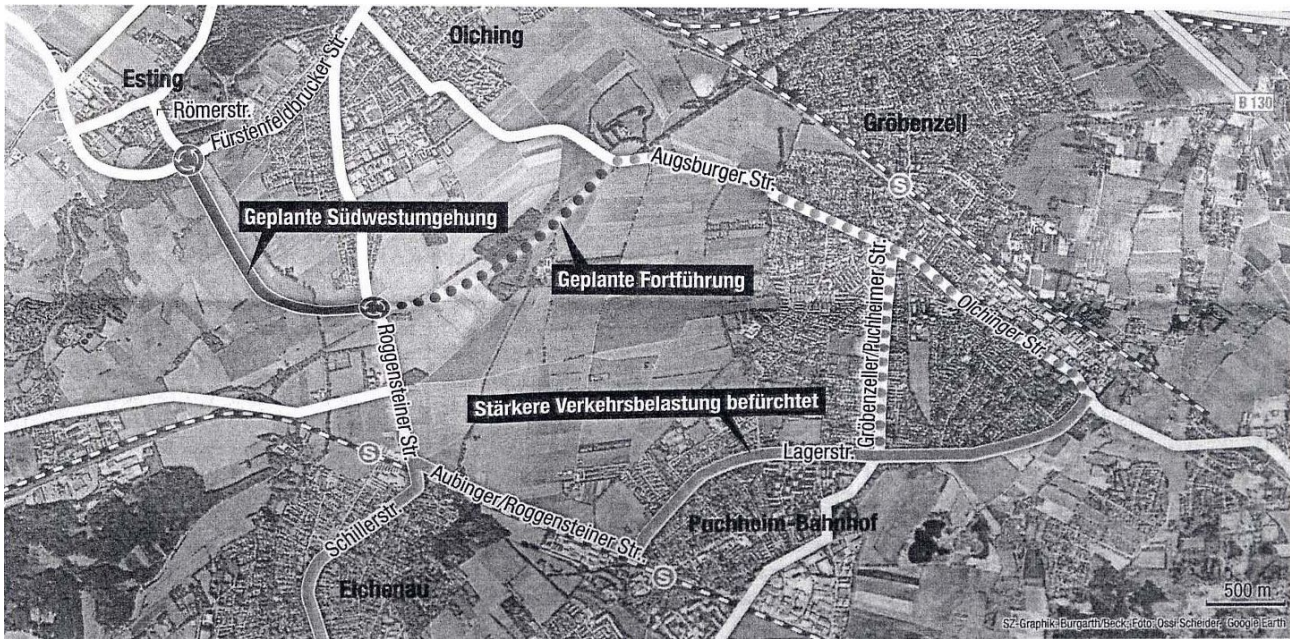 Olching
Esting
Römerstr.
Fürstenfeldbrucker Str.
B 130
Gröbenzell
S
Augsburger Str.
Geplante Südwestumgehung
Geplante Fortführung
Gröbenzeller/Puchheimer Str.
Olchinger Str.
Roggensteiner Str.
Stärkere Verkehrsbelastung befürchtet
Lagerstr.
S
Aubinger/Roggensteiner Str.
Schillerstr.
Puchheim-Bahnhof
S
Eichenau
500 m
SZ-Graphik: Burgarth/Beck; Foto: Ossi Scheider, Google Earth